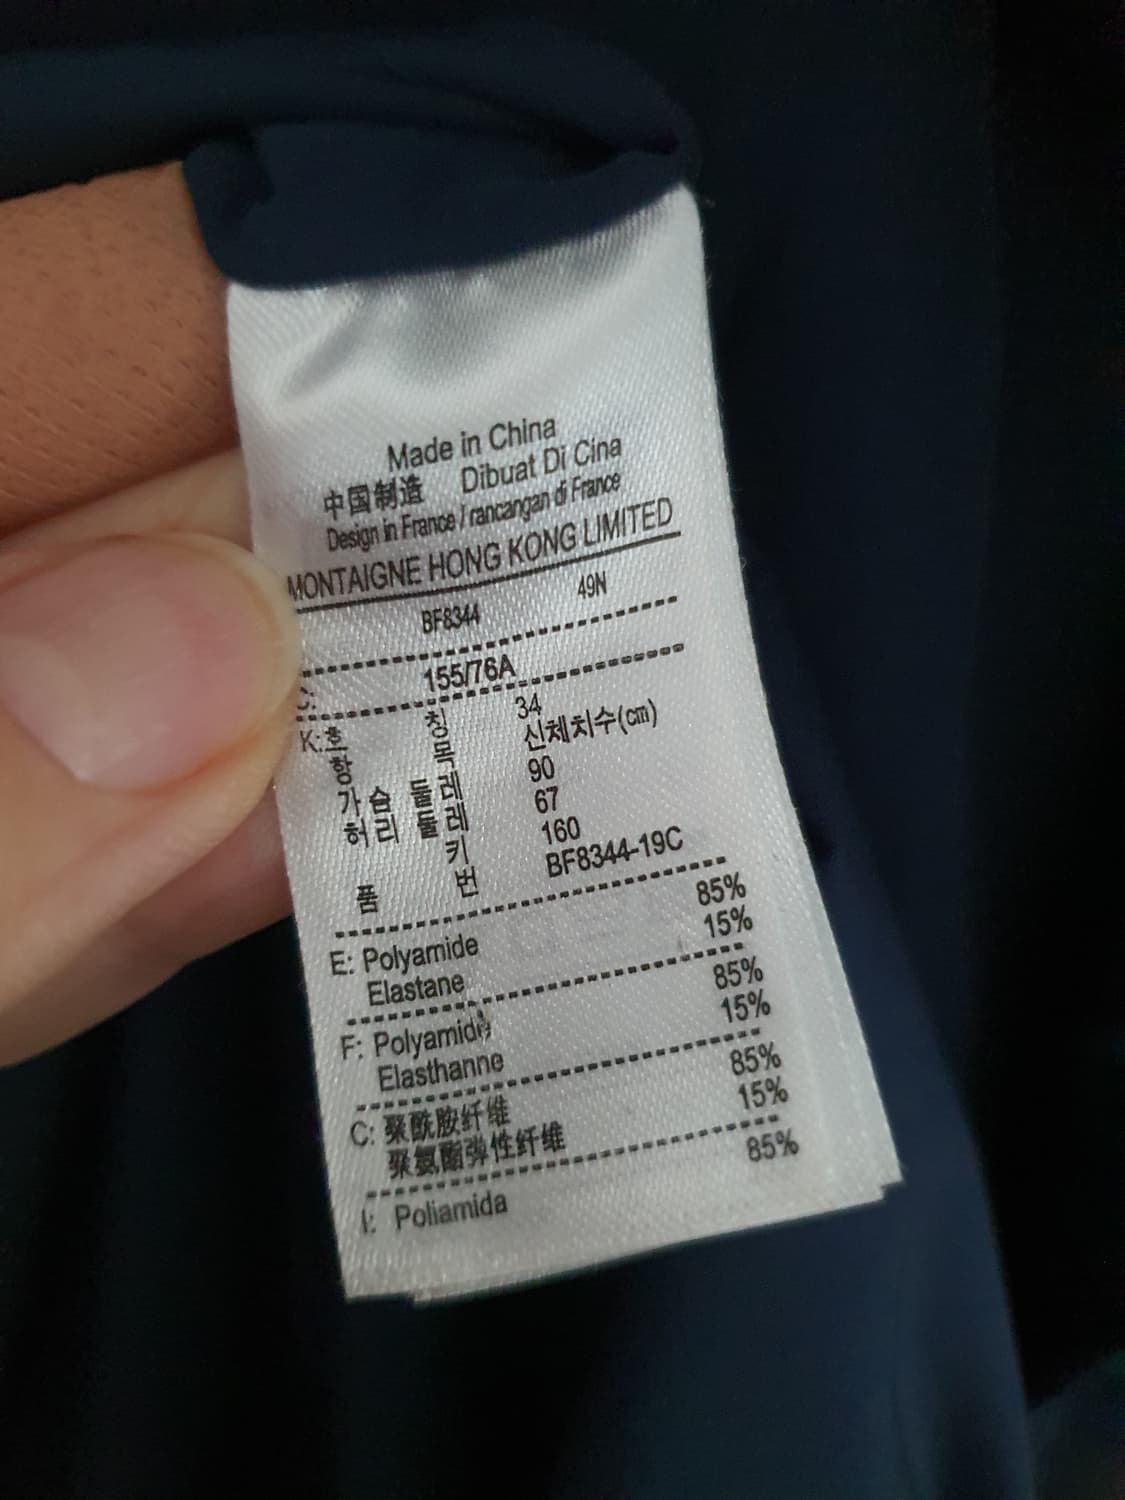 Made in China
中国制造 Dibuat Di Cina
Design in France / rancangan di France
MONTAIGNE HONG KONG LIMITED
BF8344 49N
C: 155/76A
K: 호 칭 34
항 목 신체치수(cm)
가슴 둘레 90
허리 둘레 67
키 160
품 번 BF8344-19C
E: Polyamide 85%
Elastane 15%
F: Polyamide 85%
Elasthanne 15%
C: 聚酰胺纤维 85%
聚氨酯弹性纤维 15%
I: Poliamida 85%